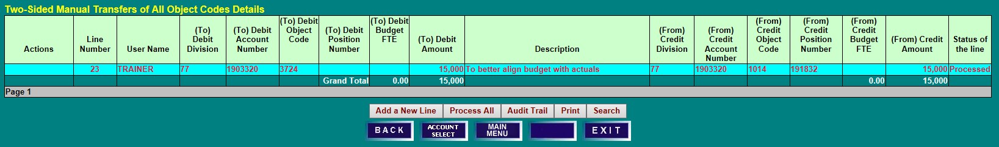 Two-Sided Manual Transfers of All Object Codes Details
Actions
Line
Number
User Name
(To)
Debit
Division
(To) Debit
Account
Number
(To) Debit
Object
Code
(To) Debit
Position
Number
(To) Debit
Budget
FTE
(To) Debit
Amount
Description
(From)
Credit
Division
(From)
Credit
Account
Number
(From)
Credit
Object
Code
(From)
Credit
Position
Number
(From)
Credit
Budget
FTE
(From) Credit
Amount
Status of
the line
23 TRAINER 77 1903320 3724 15,000 To better align budget with actuals 77 1903320 1014 191832 15,000 Processed
Grand Total 0.00 15,000 0.00 15,000
Page 1
Add a New Line Process All Audit Trail Print Search
BACK
ACCOUNT
SELECT
MAIN
MENU
EXIT